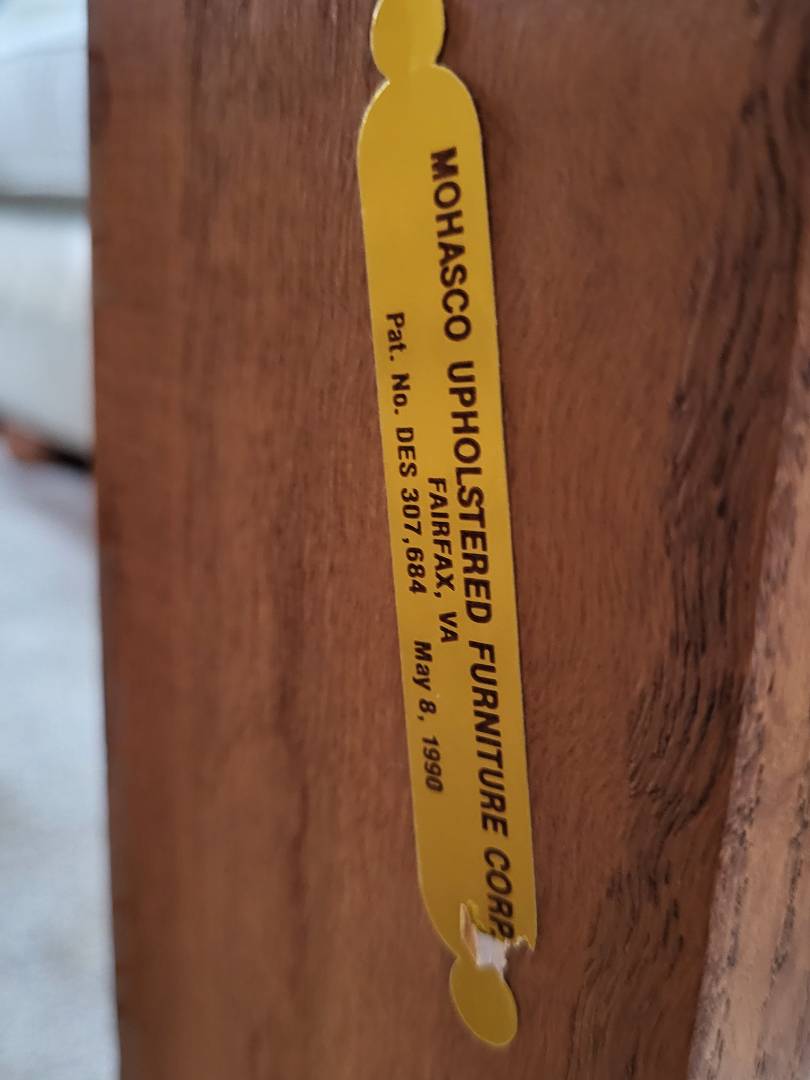 MOHASCO UPHOLSTERED FURNITURE CORP.
FAIRFAX, VA
Pat. No. DES 307,684 May 8, 1990